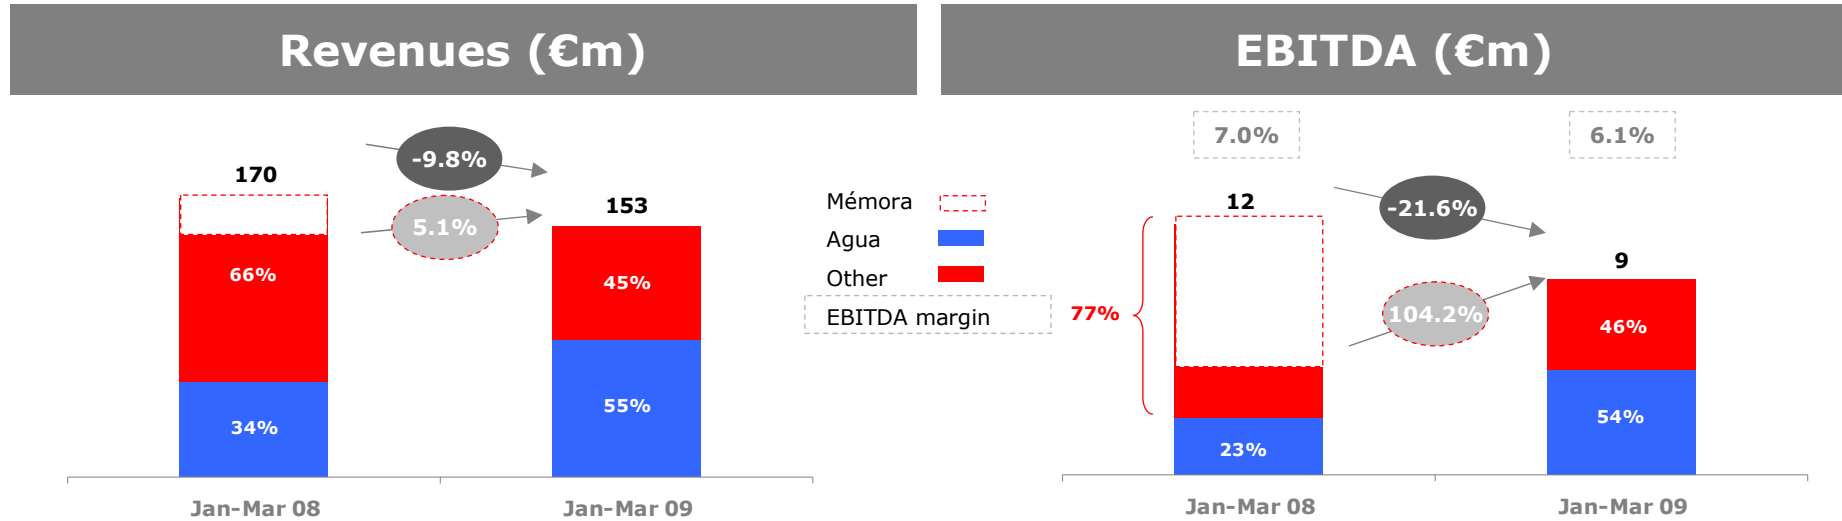 Revenues (€m)
EBITDA (€m)
-9.8%
170
5.1%
153
66%
45%
34%
55%
Jan-Mar 08
Jan-Mar 09
Mémora
Agua
Other
EBITDA margin
7.0%
6.1%
12
-21.6%
9
77%
104.2%
46%
23%
54%
Jan-Mar 08
Jan-Mar 09